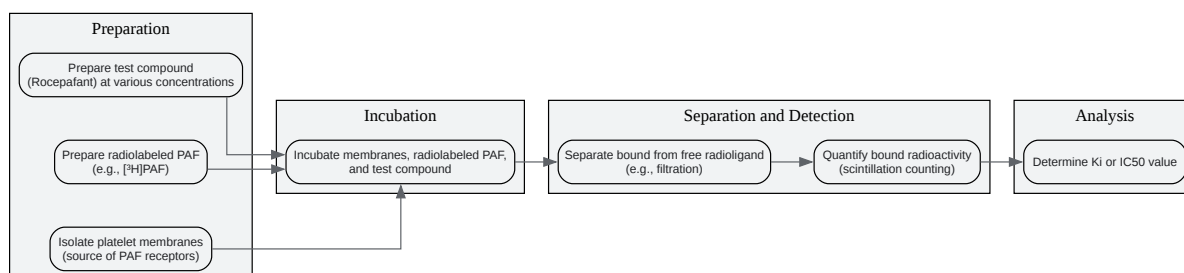 Preparation
Prepare test compound
(Rocepafant) at various concentrations
Prepare radiolabeled PAF
(e.g., [³H]PAF)
Isolate platelet membranes
(source of PAF receptors)
Incubation
Incubate membranes, radiolabeled PAF,
and test compound
Separation and Detection
Separate bound from free radioligand
(e.g., filtration)
Quantify bound radioactivity
(scintillation counting)
Analysis
Determine Ki or IC50 value